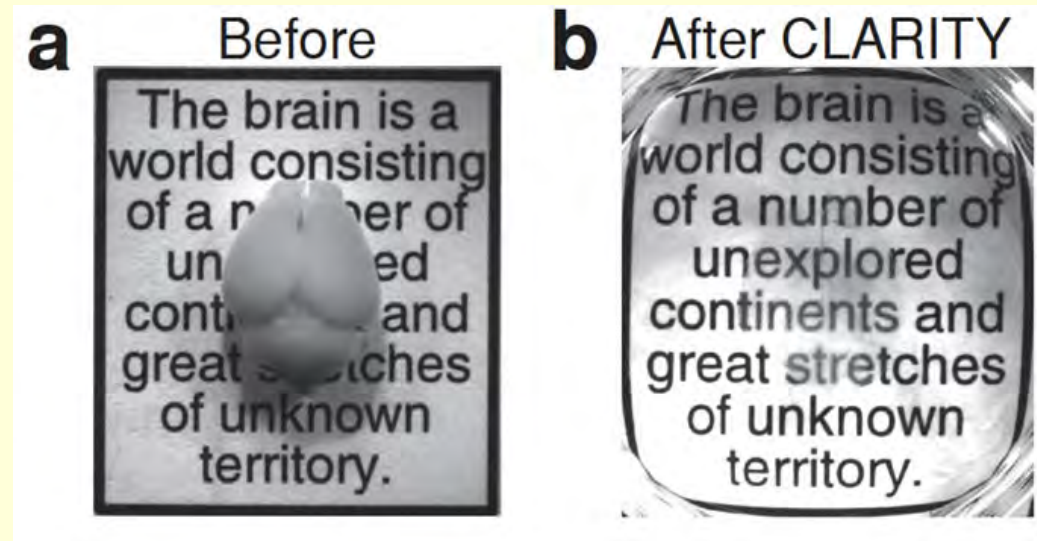 a Before
The brain is a
world consisting
of a of
and
great
of unknown
territory.
b After CLARITY
The brain is a
world consisting
of a number of
unexplored
continents and
great stretches
of unknown
territory.